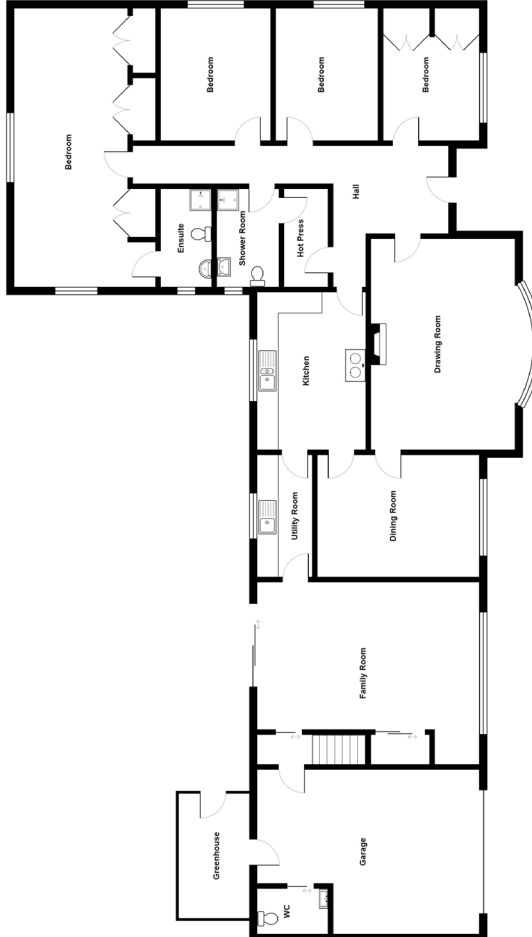 Bedroom
Bedroom
Bedroom
Bedroom
Hall
Ensuite
Shower Room
Hot Press
Kitchen
Drawing Room
Utility Room
Dining Room
Family Room
Greenhouse
Garage
WC